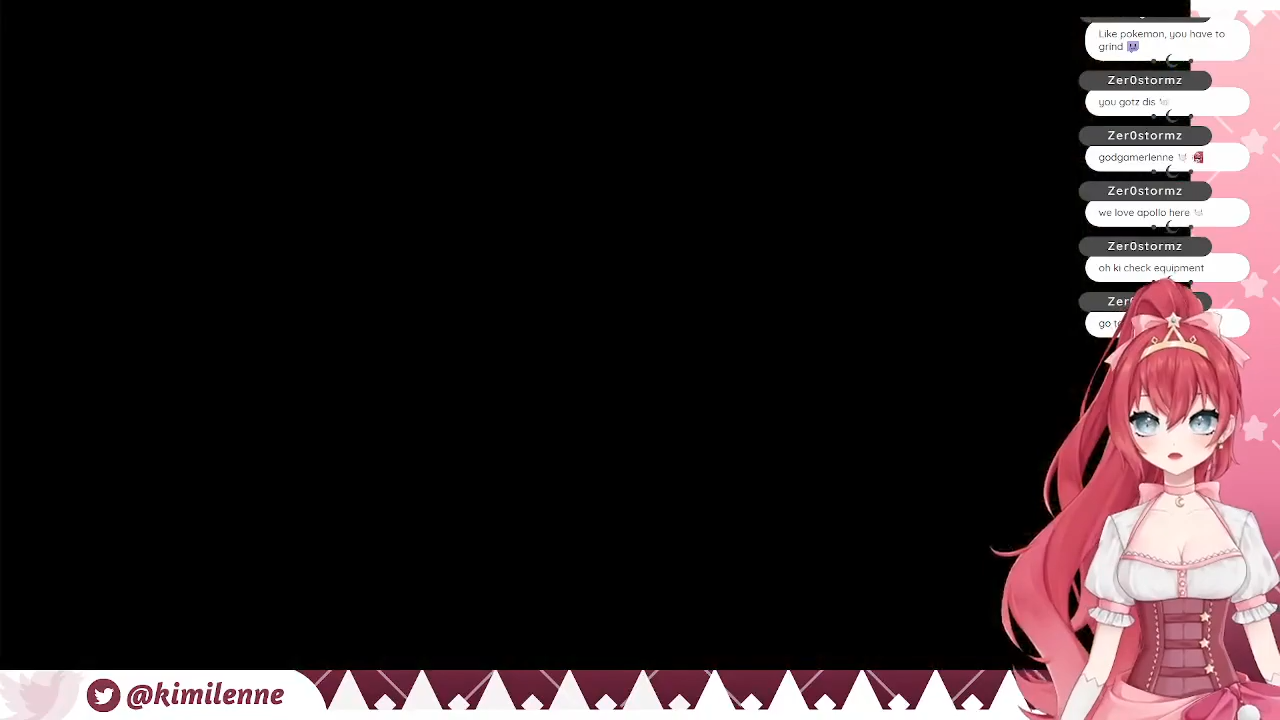 Like pokemon, you have to
grind
Zer0stormz
you gotz dis
Zer0stormz
godgamerlenne
Zer0stormz
we love apollo here
Zer0stormz
oh ki check equipment
go
@kimilenne